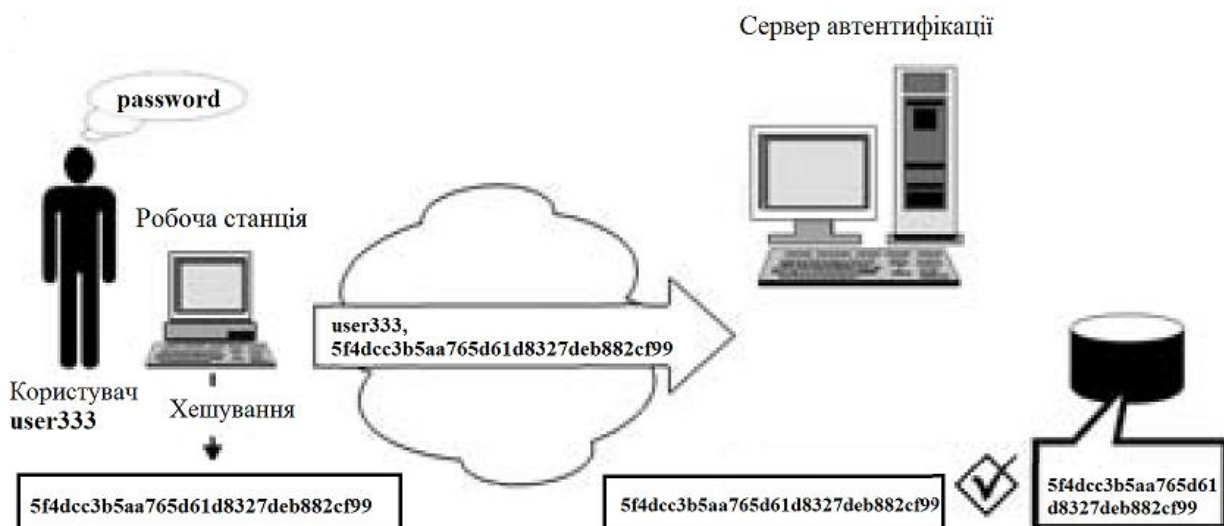 Сервер автентифікації
password
Робоча станція
user333,
5f4dcc3b5aa765d61d8327deb882cf99
Користувач
user333
Хешування
5f4dcc3b5aa765d61d8327deb882cf99
5f4dcc3b5aa765d61d8327deb882cf99
5f4dcc3b5aa765d61
d8327deb882cf99